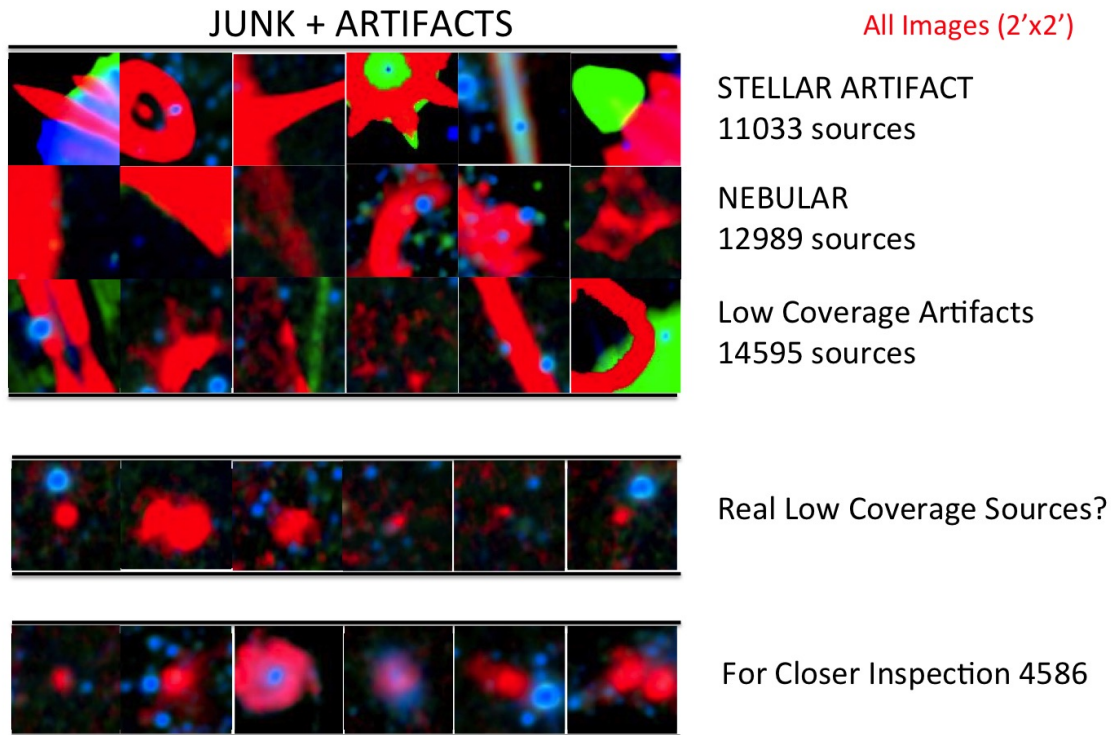 JUNK + ARTIFACTS
All Images (2’x2’)
STELLAR ARTIFACT
11033 sources
NEBULAR
12989 sources
Low Coverage Artifacts
14595 sources
Real Low Coverage Sources?
For Closer Inspection 4586